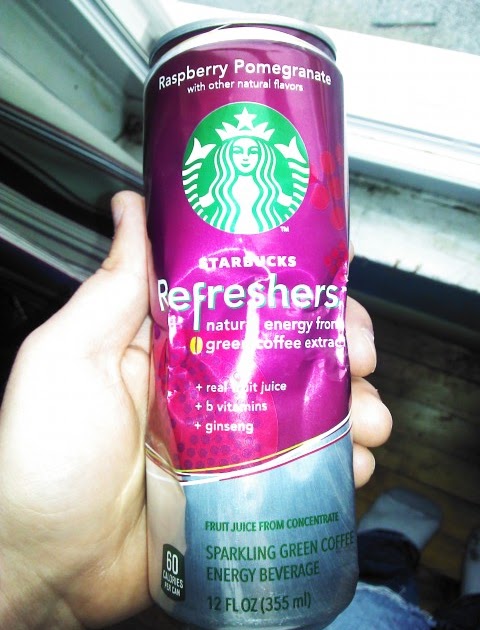 Raspberry Pomegranate
with other natural flavors
TM
STARBUCKS
Refreshers
natural energy from
green coffee extract
+ real fruit juice
+ b vitamins
+ ginseng
FRUIT JUICE FROM CONCENTRATE
SPARKLING GREEN COFFEE
ENERGY BEVERAGE
60
CALORIES
PER CAN
12 FL OZ (355 ml)